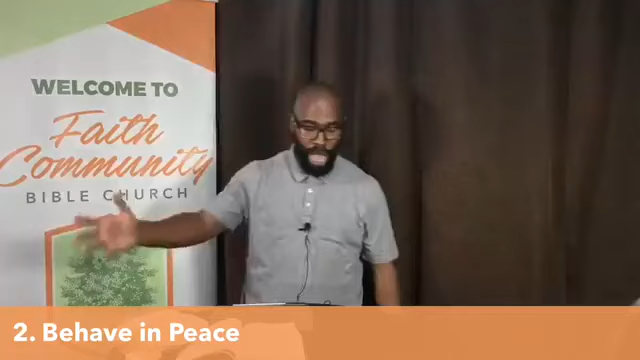 WELCOME TO
Faith
Community
BIBLE CHURCH
2. Behave in Peace